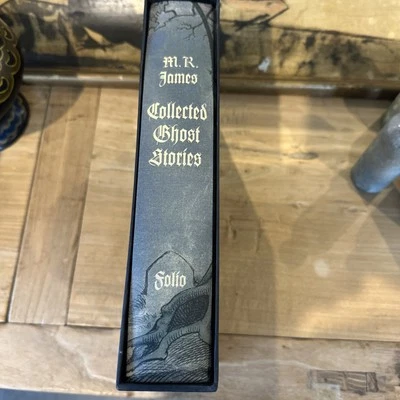 M. R.
James
Collected
Ghost
Stories
Folio